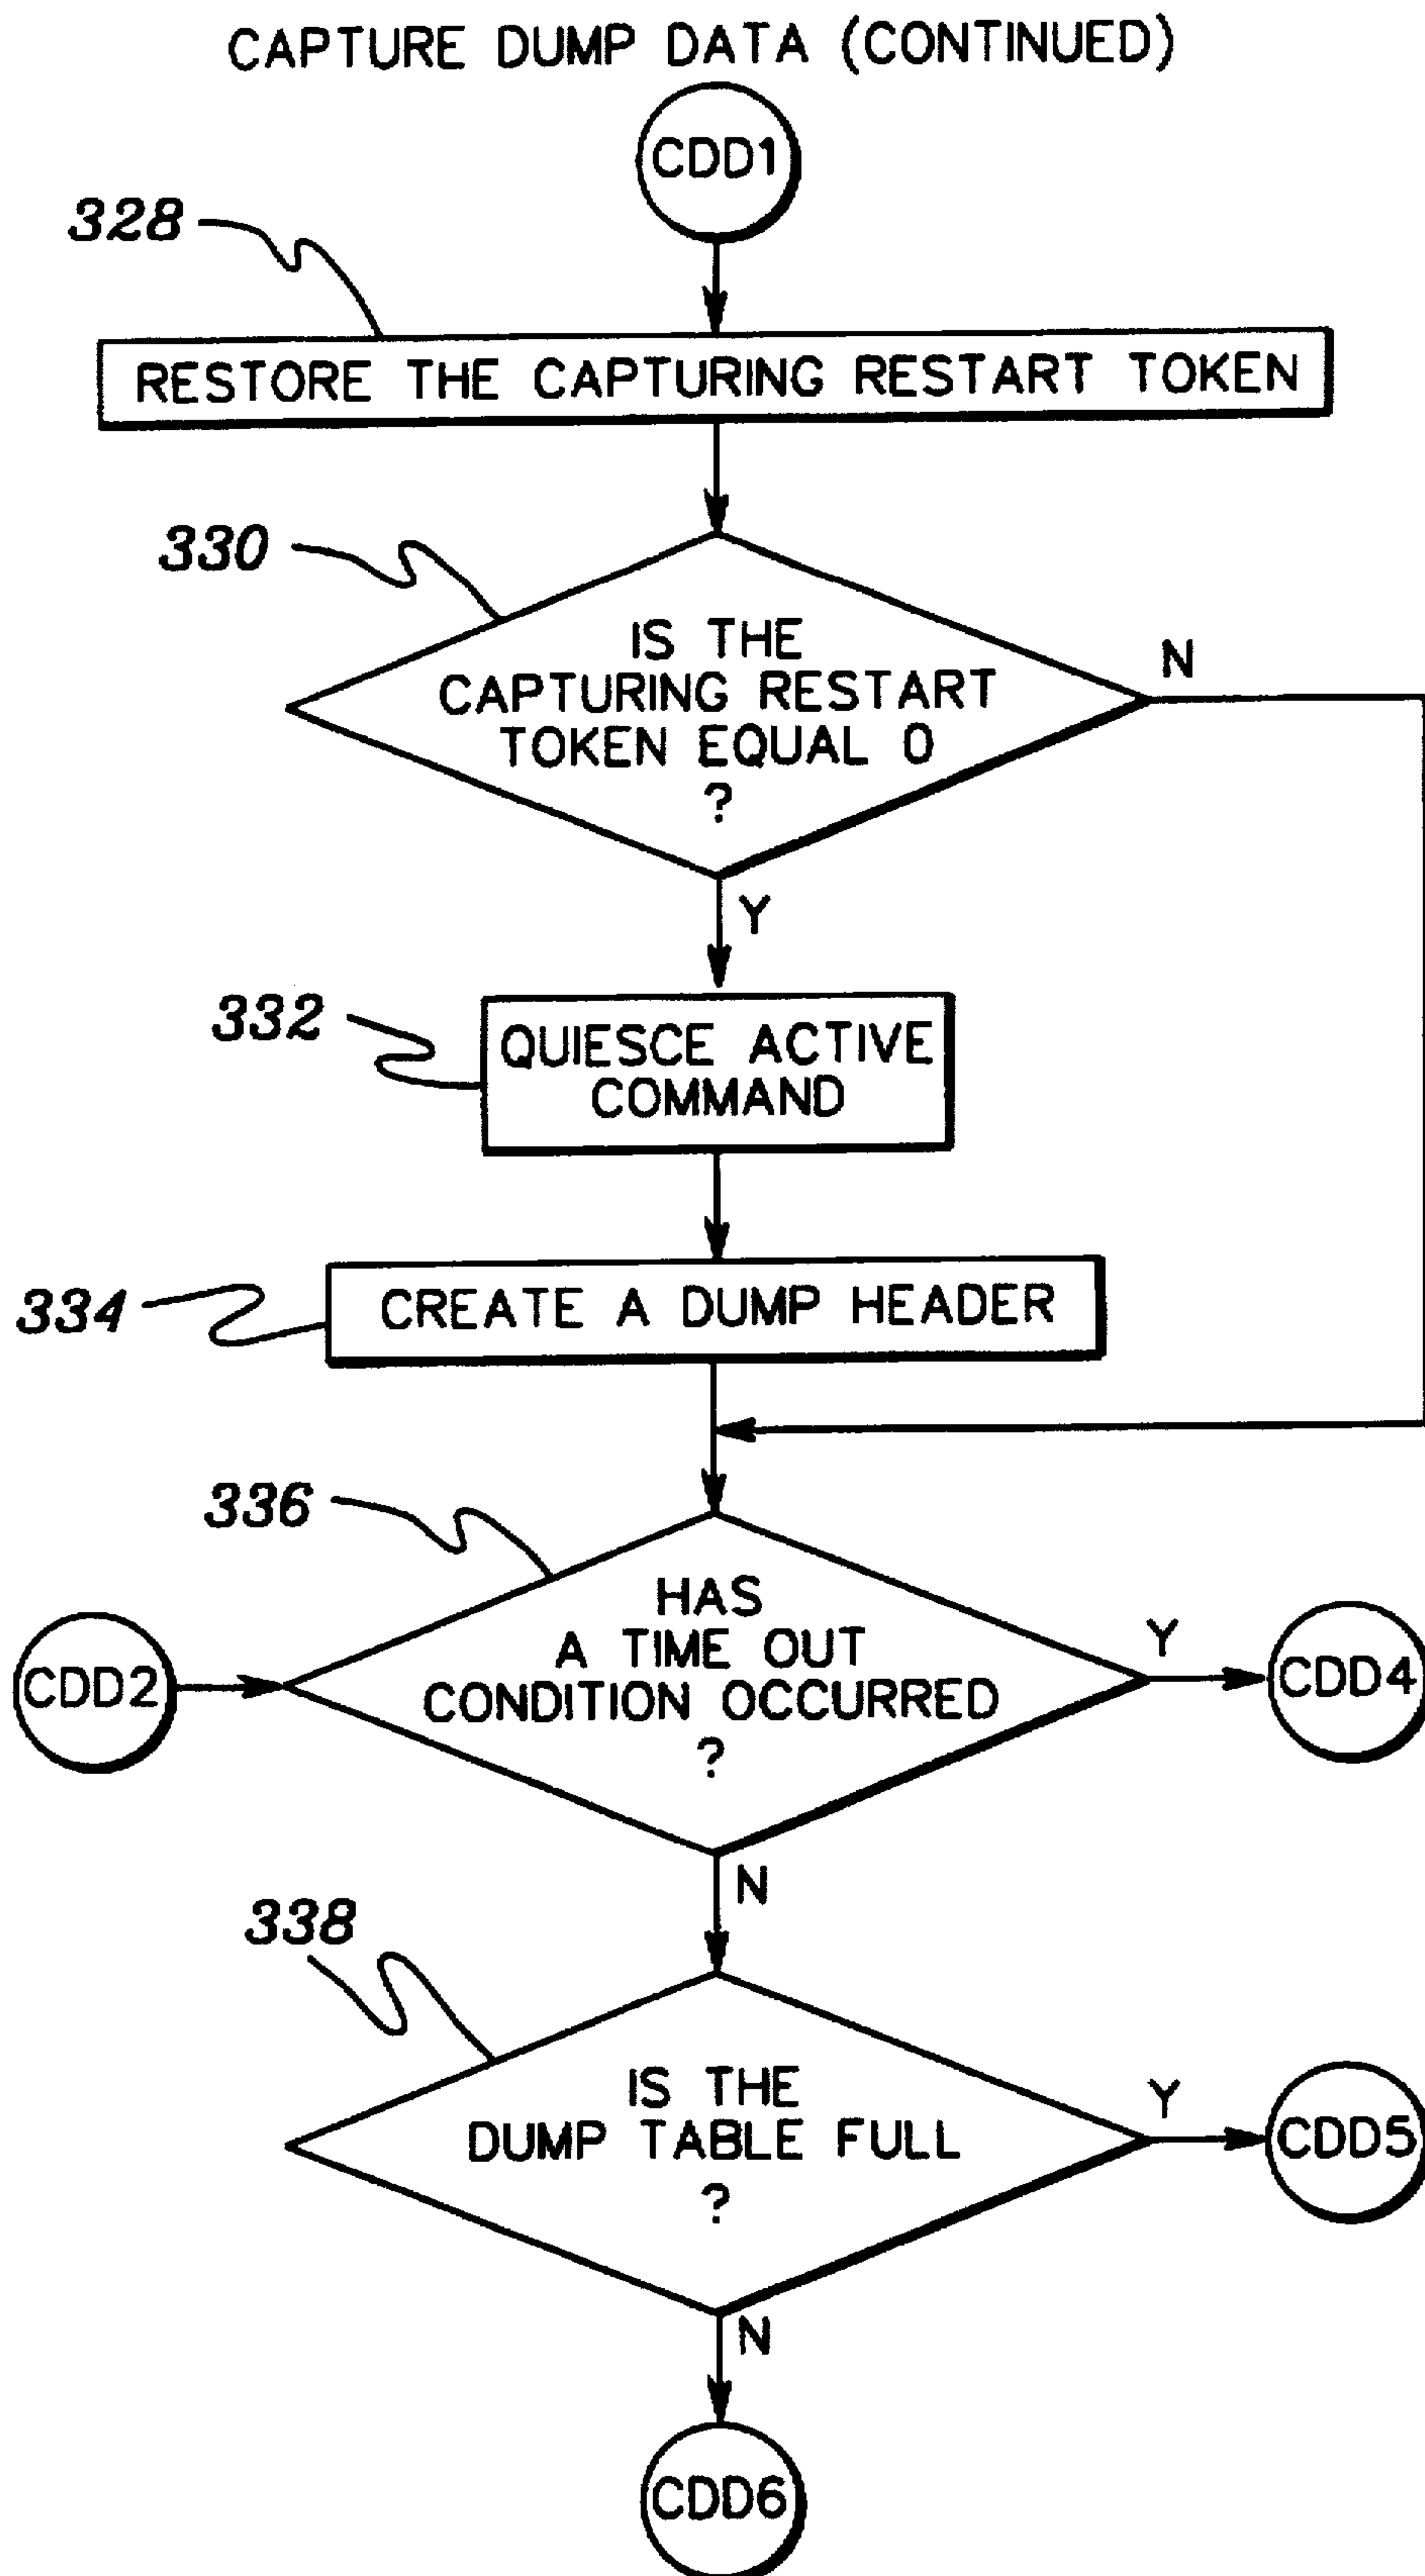 CAPTURE DUMP DATA (CONTINUED)
CDD1
328
RESTORE THE CAPTURING RESTART TOKEN
330
IS THE
CAPTURING RESTART
TOKEN EQUAL 0
?
N
Y
332
QUIESCE ACTIVE
COMMAND
334
CREATE A DUMP HEADER
336
HAS
A TIME OUT
CONDITION OCCURRED
?
CDD2
Y
CDD4
N
338
IS THE
DUMP TABLE FULL
?
Y
CDD5
N
CDD6